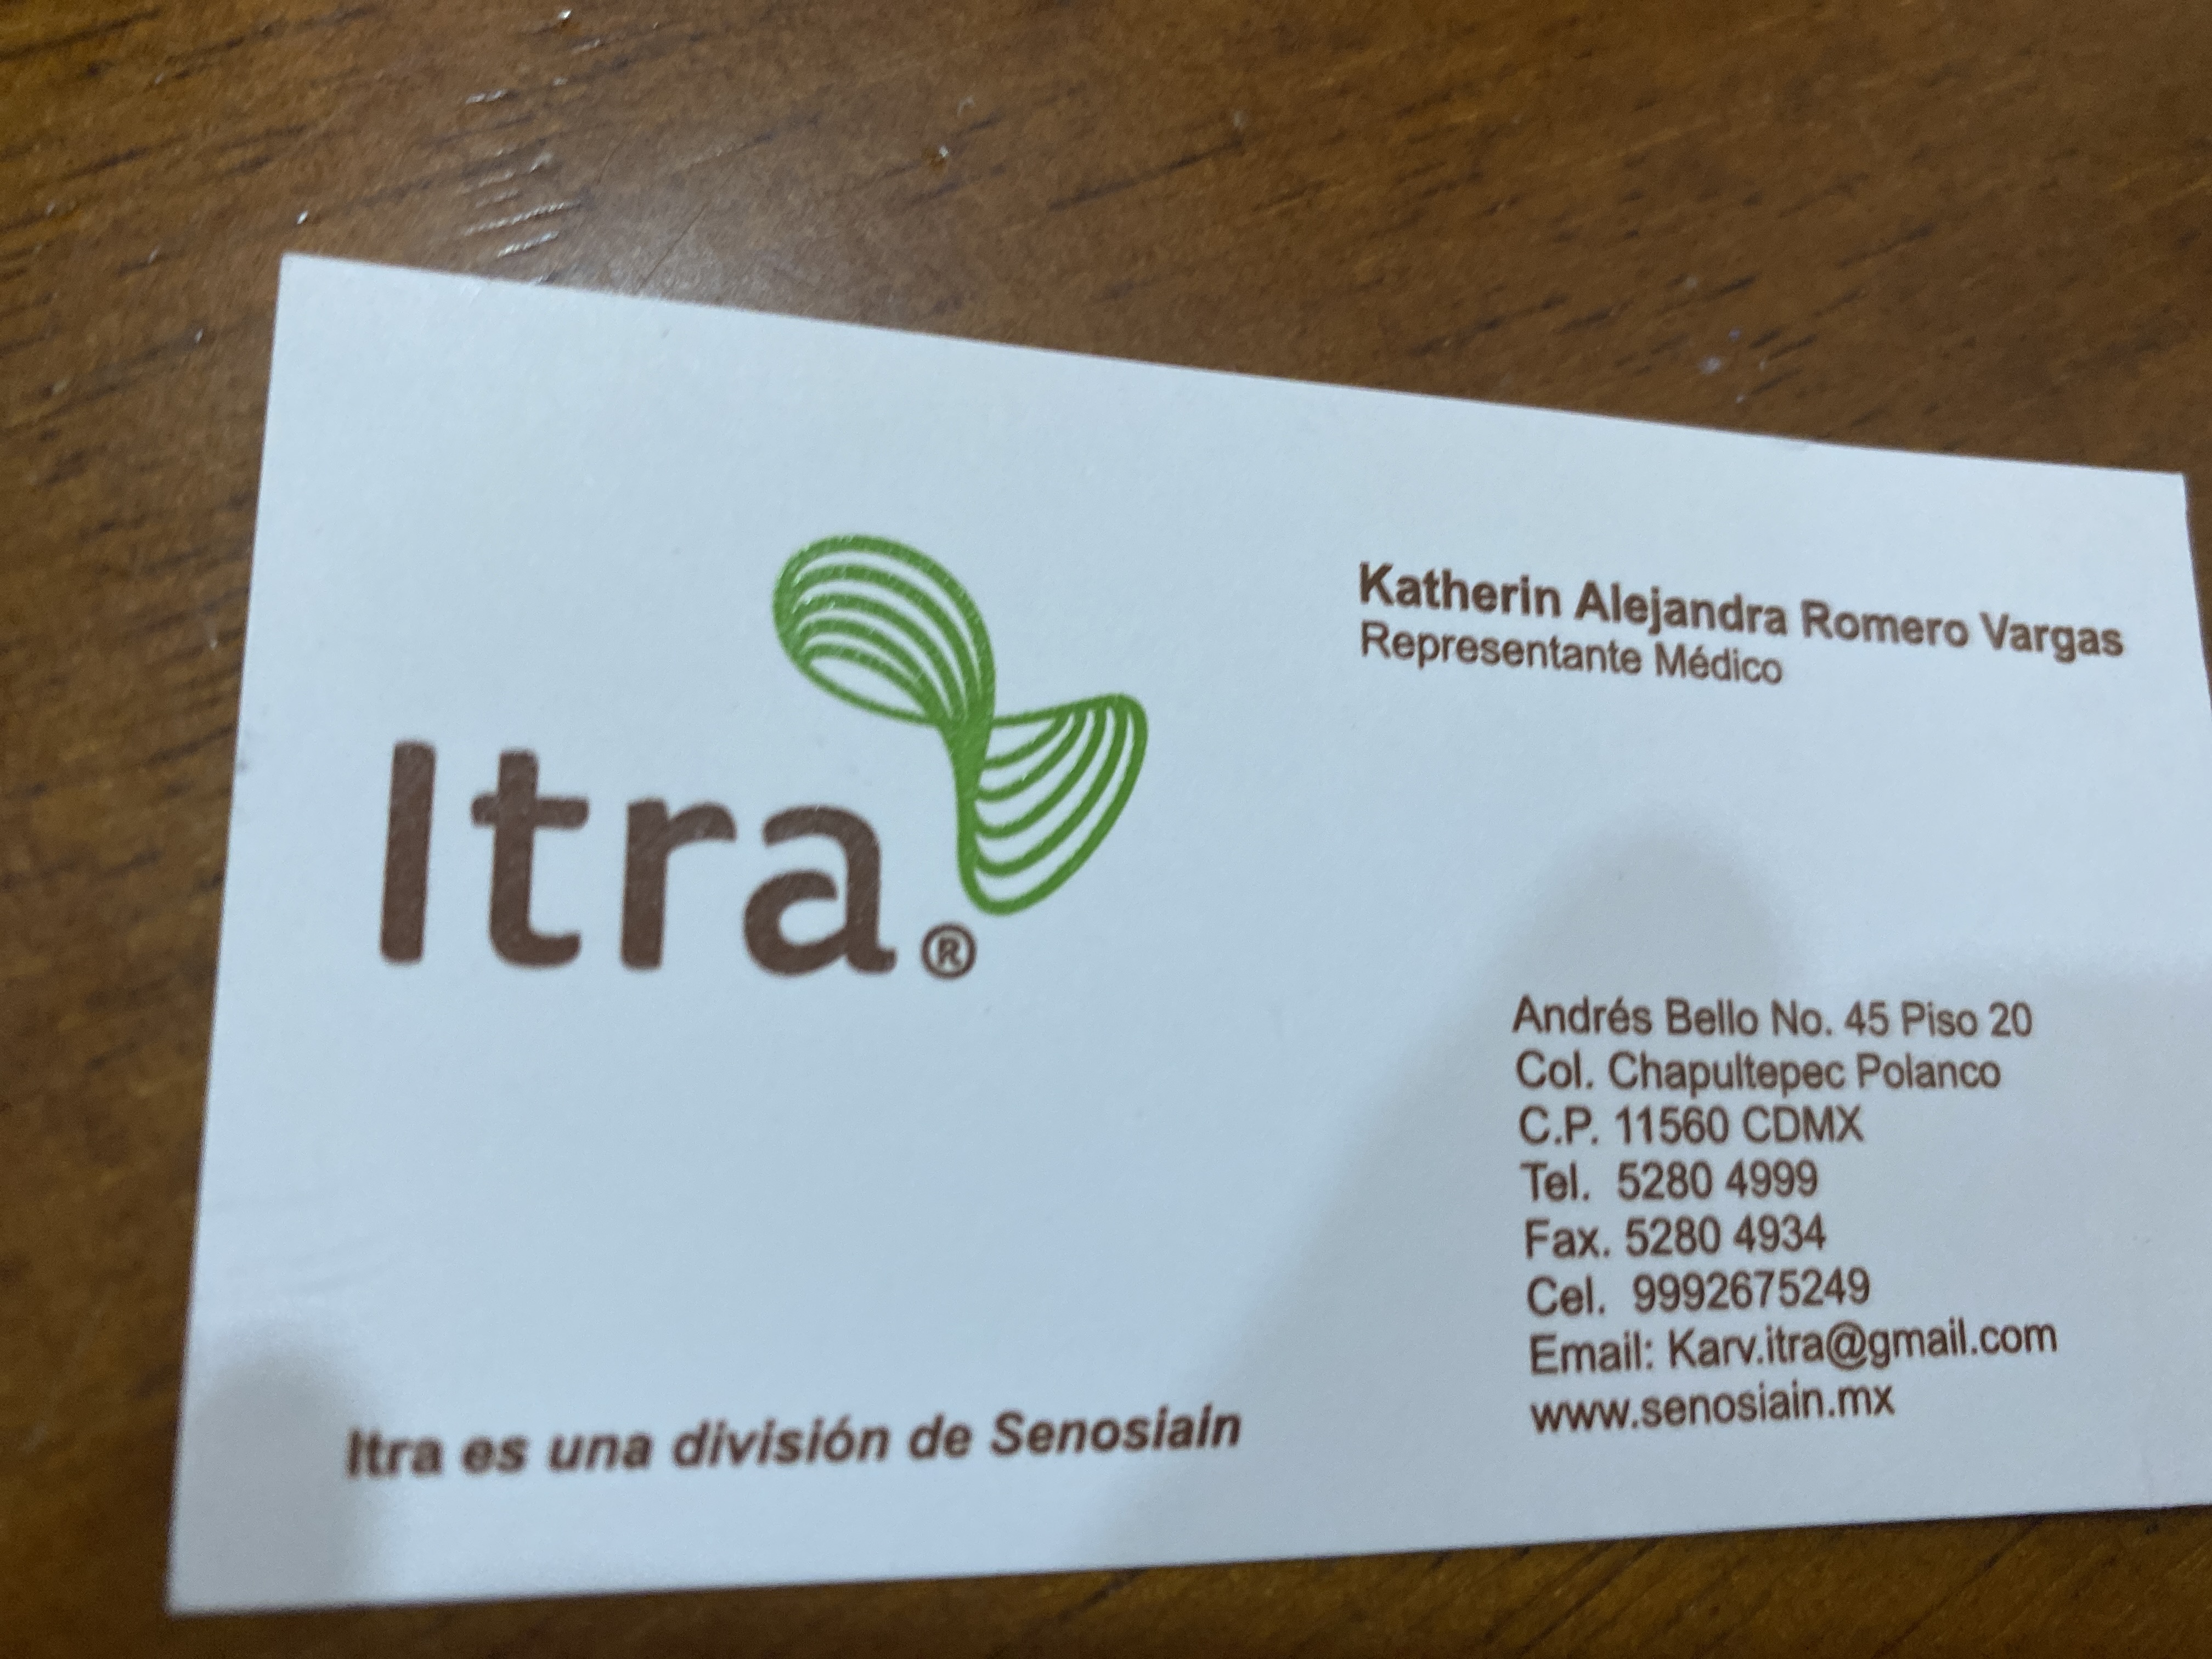 Itra®
Katherin Alejandra Romero Vargas
Representante Médico
Andrés Bello No. 45 Piso 20
Col. Chapultepec Polanco
C.P. 11560 CDMX
Tel. 5280 4999
Fax. 5280 4934
Cel. 9992675249
Email: Karv.itra@gmail.com
www.senosiain.mx
Itra es una división de Senosiain